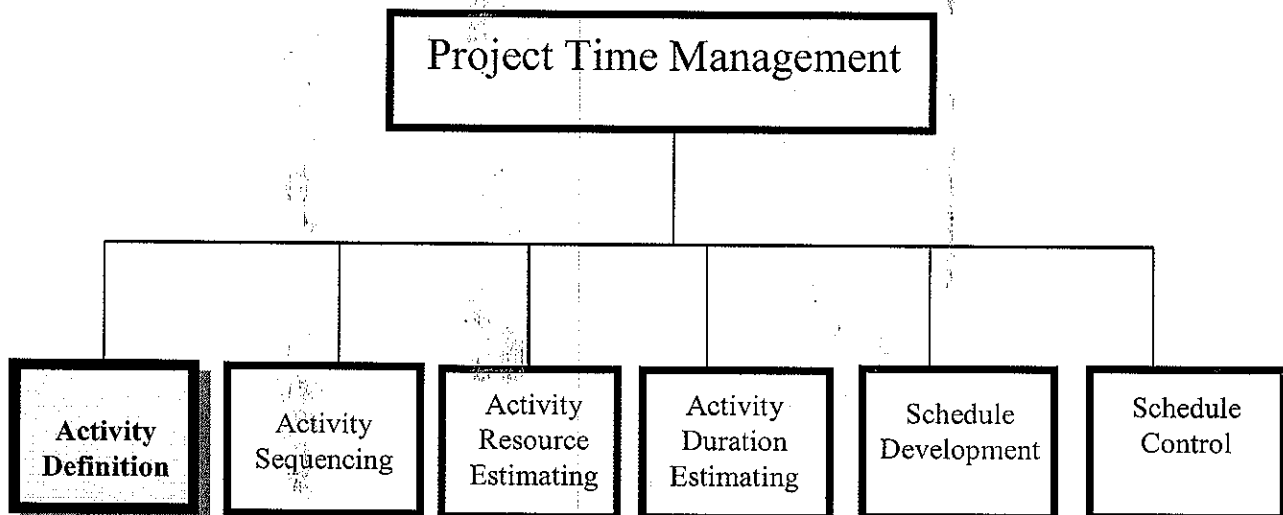 Project Time Management
Activity
Definition
Activity
Sequencing
Activity
Resource
Estimating
Activity
Duration
Estimating
Schedule
Development
Schedule
Control